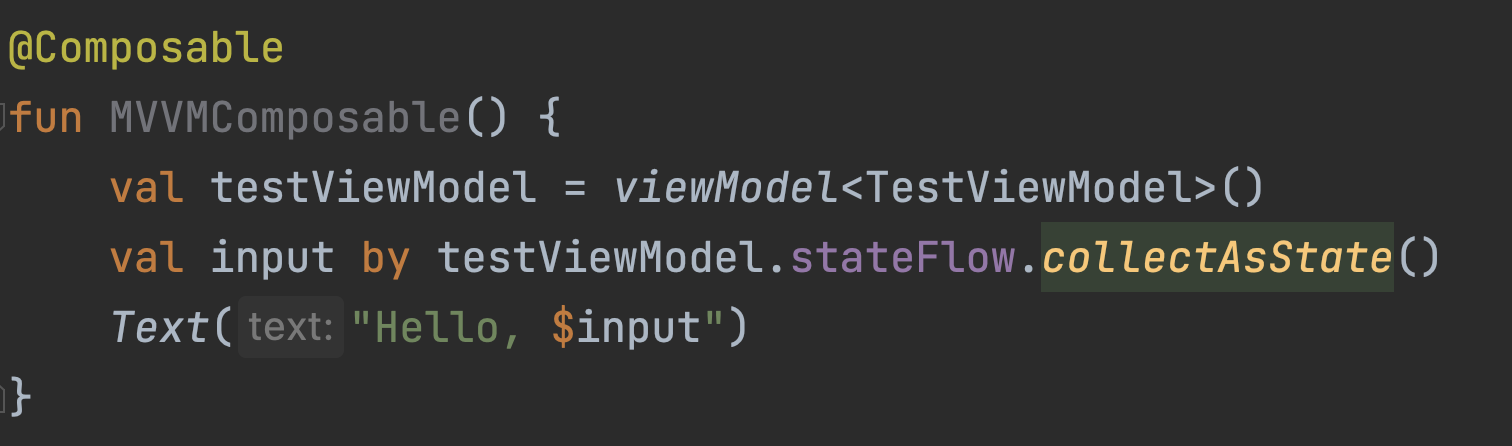 @Composable
fun MVVMComposable() {
    val testViewModel = viewModel<TestViewModel>()
    val input by testViewModel.stateFlow.collectAsState()
    Text( text: "Hello, $input")
}